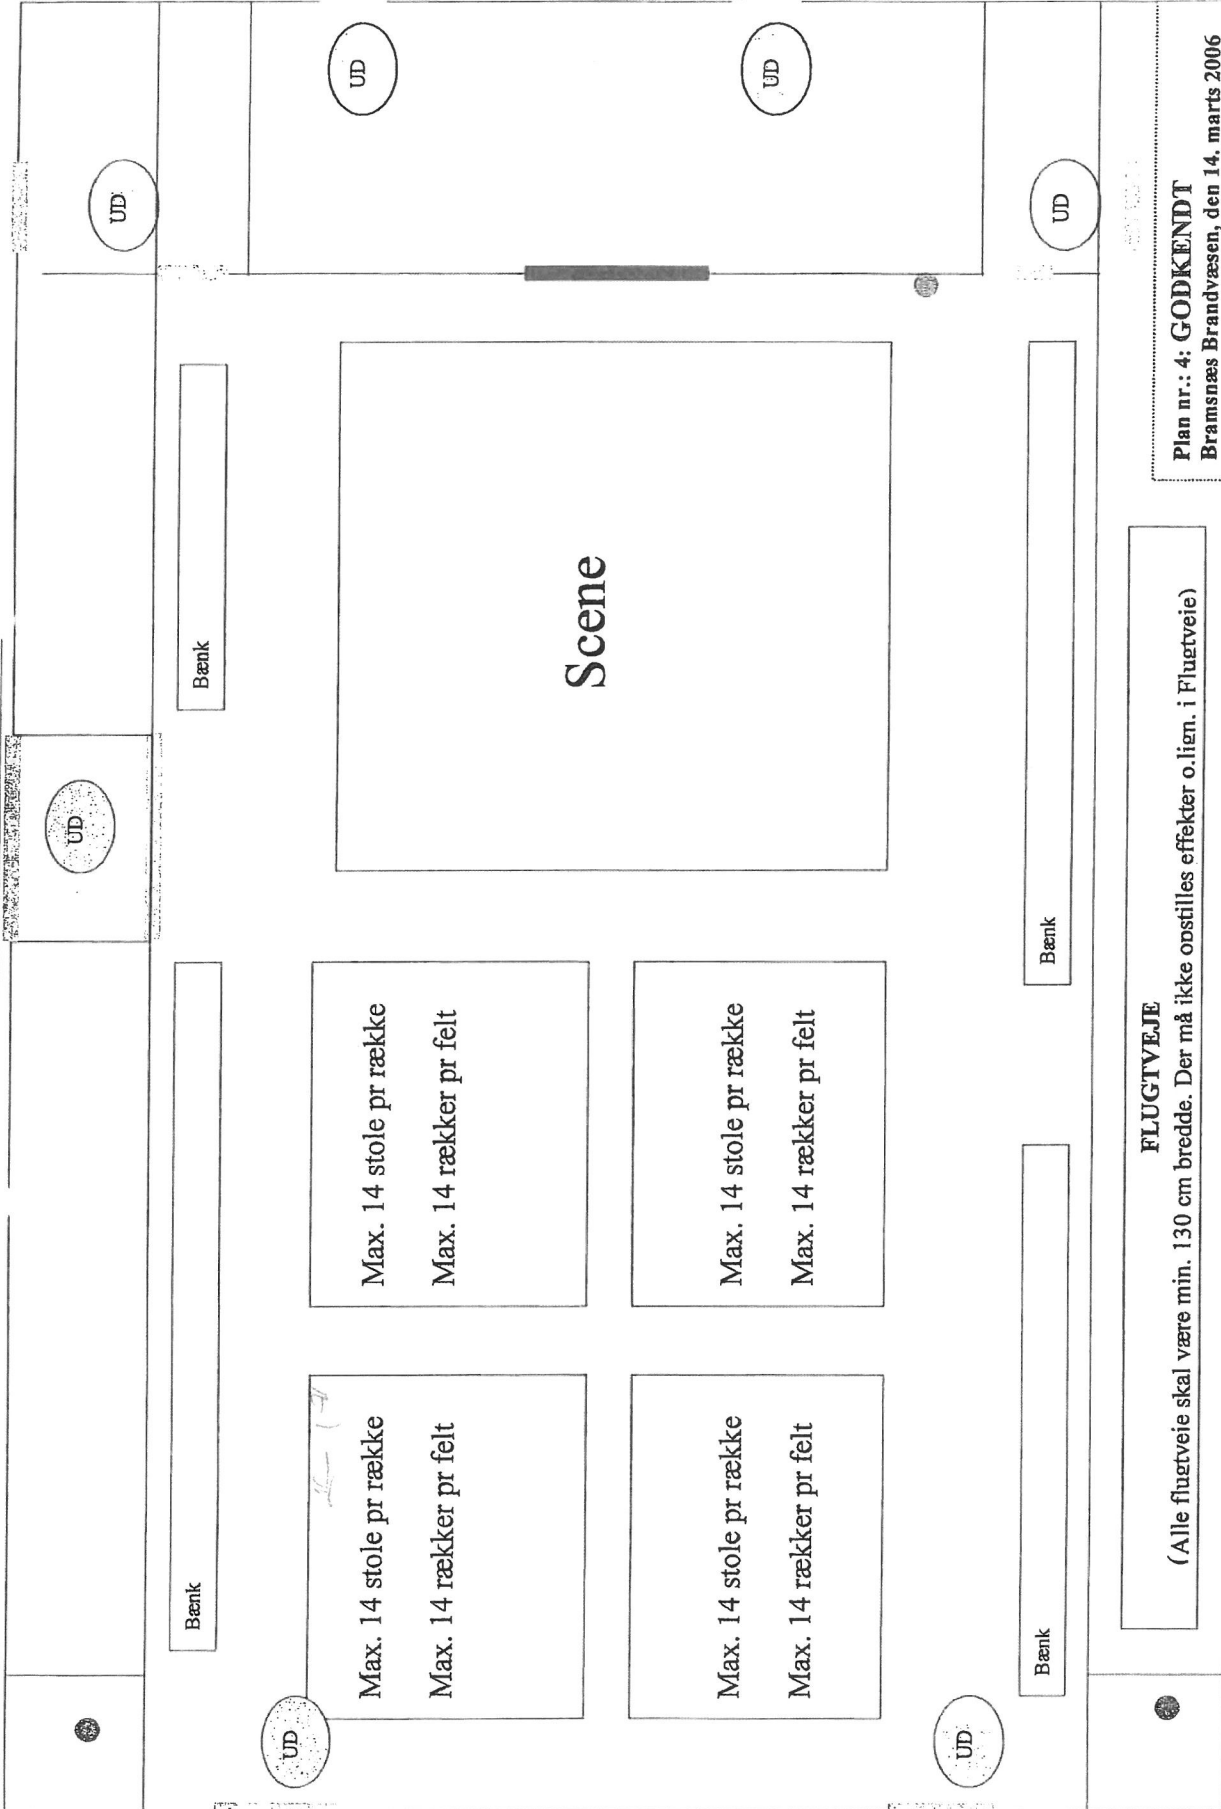 UD
UD
Bænk
Bænk
UD
UD
Max. 14 stole pr række
Max. 14 rækker pr felt
Max. 14 stole pr række
Max. 14 rækker pr felt
Scene
Max. 14 stole pr række
Max. 14 rækker pr felt
Max. 14 stole pr række
Max. 14 rækker pr felt
UD
UD
Bænk
Bænk
UD
FLUGTVEJE
(Alle flugtveje skal være min. 130 cm bredde. Der må ikke opstilles effekter o.lign. i Flugtveje)
Plan nr.: 4: GODKENDT
Bramsnæs Brandvæsen, den 14. marts 2006